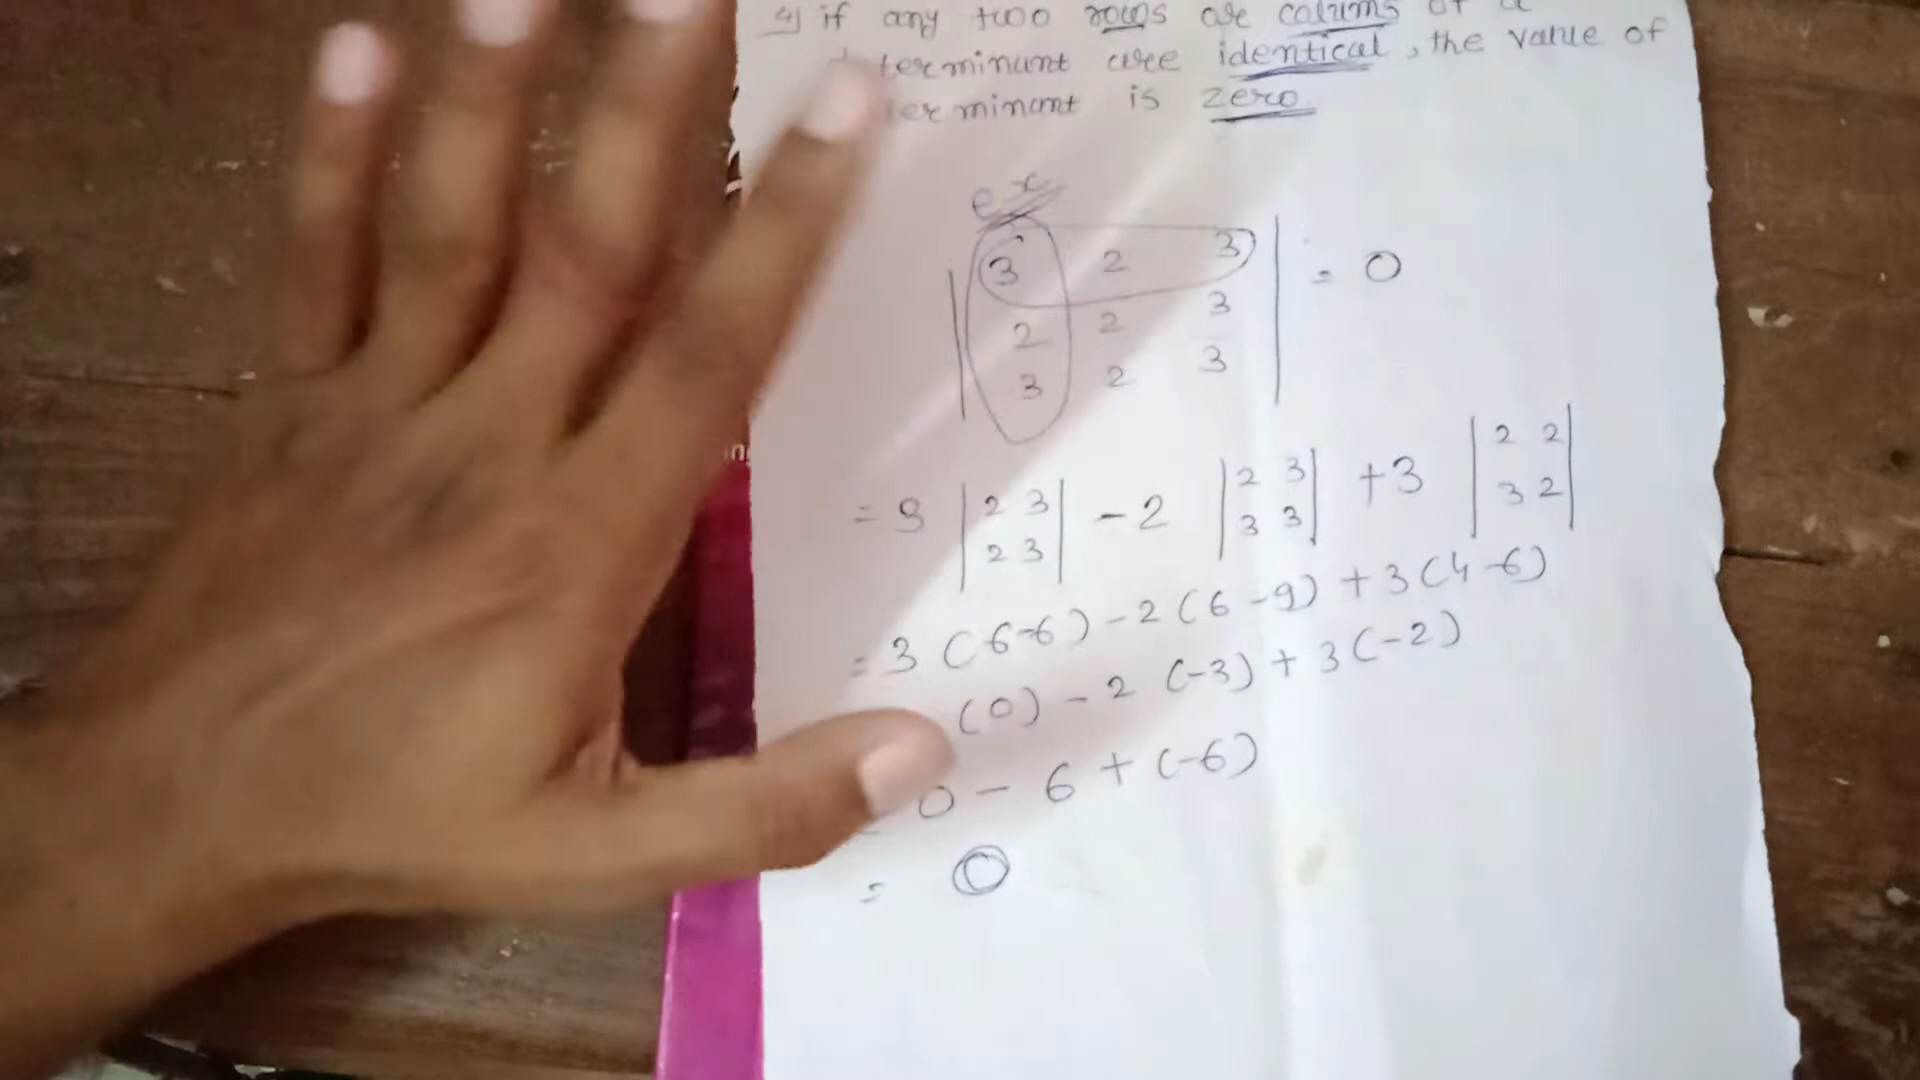 4) if any two rows are colums of a
terminant are identical, the value of
erminant is zero
ex
| 3 2 3 | = 0
| 2 2 3 |
| 3 2 3 |
= 3 | 2 3 | - 2 | 2 3 | + 3 | 2 2 |
| 2 3 | | 3 3 | | 3 2 |
= 3 (6-6) - 2 (6-9) + 3 (4-6)
(0) - 2 (-3) + 3 (-2)
0 - 6 + (-6)
= 0